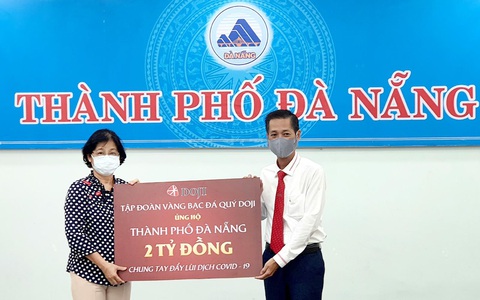 ĐÀ NẴNG
THÀNH PHỐ ĐÀ NẴNG
DOJI
TẬP ĐOÀN VÀNG BẠC ĐÁ QUÝ DOJI
ỦNG HỘ
THÀNH PHỐ ĐÀ NẴNG
2 TỶ ĐỒNG
CHUNG TAY ĐẨY LÙI DỊCH COVID - 19